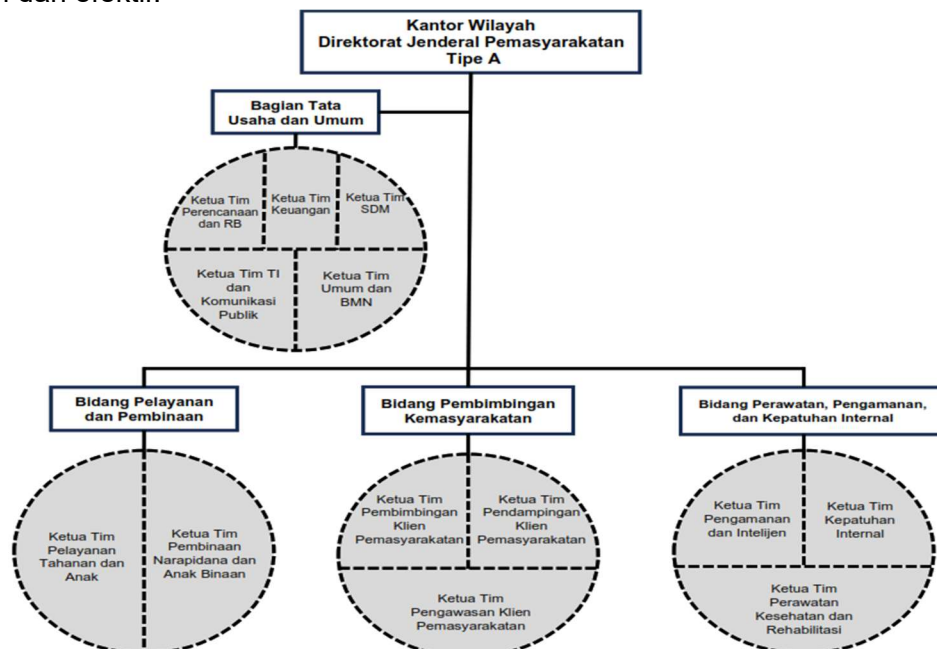 dan efektif.
Kantor Wilayah
Direktorat Jenderal Pemasyarakatan
Tipe A
Bagian Tata
Usaha dan Umum
Ketua Tim
Perencanaan
dan RB
Ketua Tim
Keuangan
Ketua Tim
SDM
Ketua Tim TI
dan
Komunikasi
Publik
Ketua Tim
Umum dan
BMN
Bidang Pelayanan
dan Pembinaan
Bidang Pembimbingan
Kemasyarakatan
Bidang Perawatan, Pengamanan,
dan Kepatuhan Internal
Ketua Tim
Pelayanan
Tahanan dan
Anak
Ketua Tim
Pembinaan
Narapidana dan
Anak Binaan
Ketua Tim
Pembimbingan
Klien
Pemasyarakatan
Ketua Tim
Pendampingan
Klien
Pemasyarakatan
Ketua Tim
Pengawasan Klien
Pemasyarakatan
Ketua Tim
Pengamanan
dan Intelijen
Ketua Tim
Kepatuhan
Internal
Ketua Tim
Perawatan
Kesehatan dan
Rehabilitasi